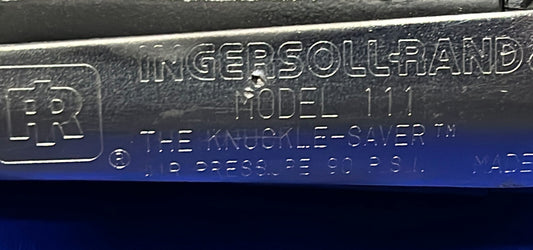 INGERSOLL-RAND®
IR
MODEL 111
®
THE KNUCKLE-SAVER™
AIR PRESSURE 90 P.S.I. MADE